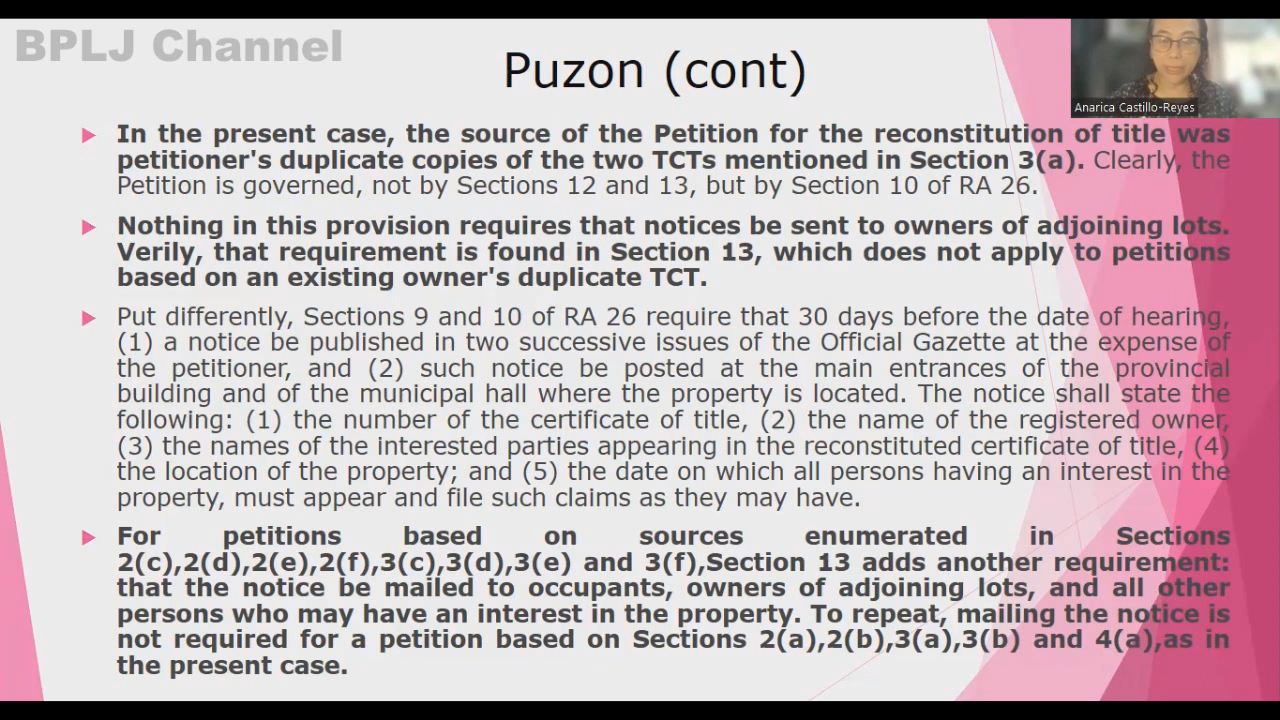 BPLJ Channel
Puzon (cont)
Anarica Castillo-Reyes
In the present case, the source of the Petition for the reconstitution of title was
petitioner's duplicate copies of the two TCTs mentioned in Section 3(a). Clearly, the
Petition is governed, not by Sections 12 and 13, but by Section 10 of RA 26.
Nothing in this provision requires that notices be sent to owners of adjoining lots.
Verily, that requirement is found in Section 13, which does not apply to petitions
based on an existing owner's duplicate TCT.
Put differently, Sections 9 and 10 of RA 26 require that 30 days before the date of hearing,
(1) a notice be published in two successive issues of the Official Gazette at the expense of
the petitioner, and (2) such notice be posted at the main entrances of the provincial
building and of the municipal hall where the property is located. The notice shall state the
following: (1) the number of the certificate of title, (2) the name of the registered owner,
(3) the names of the interested parties appearing in the reconstituted certificate of title, (4)
the location of the property; and (5) the date on which all persons having an interest in the
property, must appear and file such claims as they may have.
For petitions based on sources enumerated in Sections
2(c),2(d),2(e),2(f),3(c),3(d),3(e) and 3(f),Section 13 adds another requirement:
that the notice be mailed to occupants, owners of adjoining lots, and all other
persons who may have an interest in the property. To repeat, mailing the notice is
not required for a petition based on Sections 2(a),2(b),3(a),3(b) and 4(a),as in
the present case.